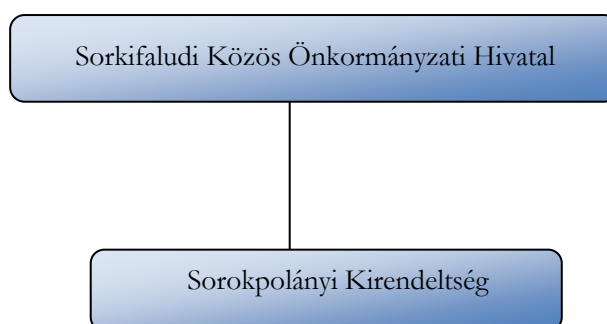 Sorkifaludi Közös Önkormányzati Hivatal
Sorokpolányi Kirendeltség